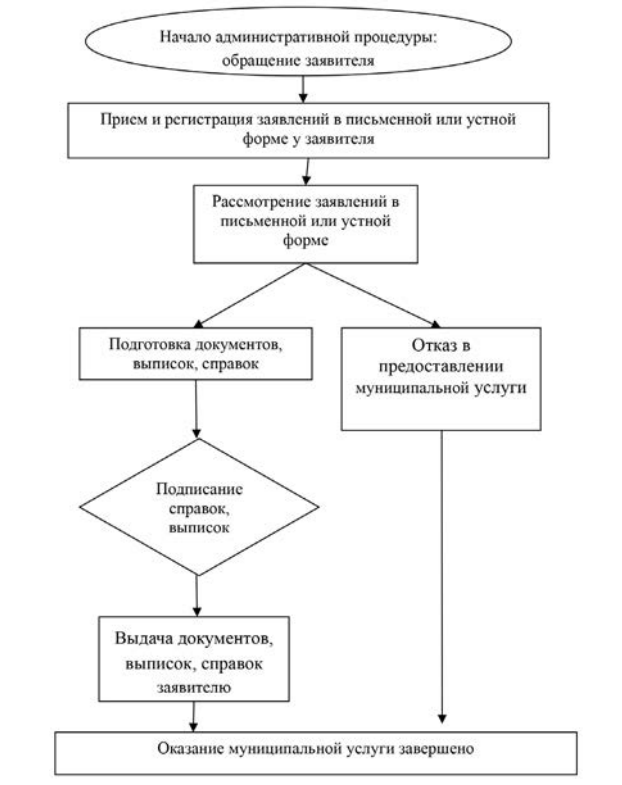 Начало административной процедуры:
обращение заявителя
Прием и регистрация заявлений в письменной или устной
форме у заявителя
Рассмотрение заявлений в
письменной или устной
форме
Подготовка документов,
выписок, справок
Отказ в
предоставлении
муниципальной услуги
Подписание
справок,
выписок
Выдача документов,
выписок, справок
заявителю
Оказание муниципальной услуги завершено